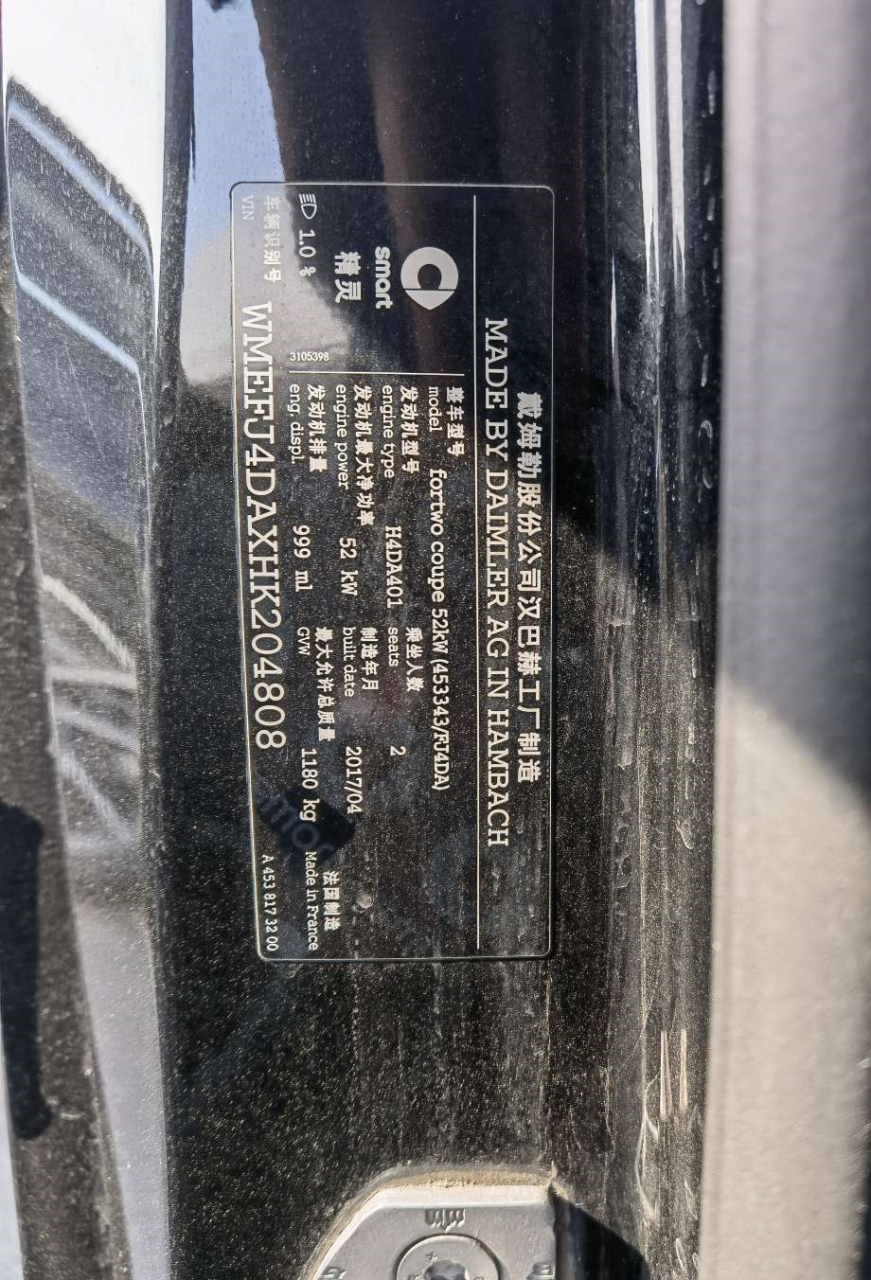 戴姆勒股份公司汉巴赫工厂制造
MADE BY DAIMLER AG IN HAMBACH
smart
精灵
1.0 %
3105398
整车型号
model fortwo coupe 52kW (453343/FJ4DA)
发动机型号 乘坐人数
engine type H4DA401 seats 2
发动机最大净功率 制造年月
engine power 52 kW built date 2017/04
发动机排量 最大允许总质量 法国制造
eng. displ. 999 ml GVW 1180 kg Made in France
车辆识别号
VIN WMEFJ4DAXHK204808
A 453 817 32 00